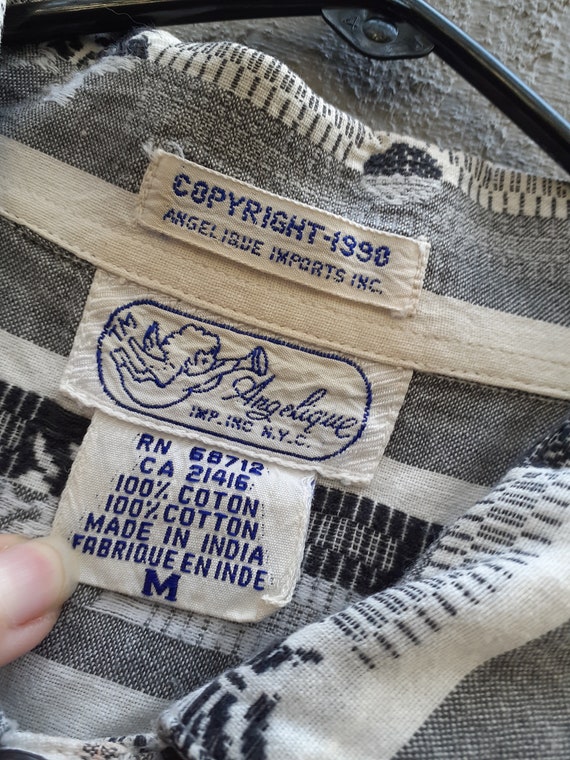 COPYRIGHT-1990
ANGELIQUE IMPORTS INC.
TM
Angelique
IMP. INC N.Y.C.
RN 68712
CA 21416
100% COTON
100% COTTON
MADE IN INDIA
FABRIQUE EN INDE
M